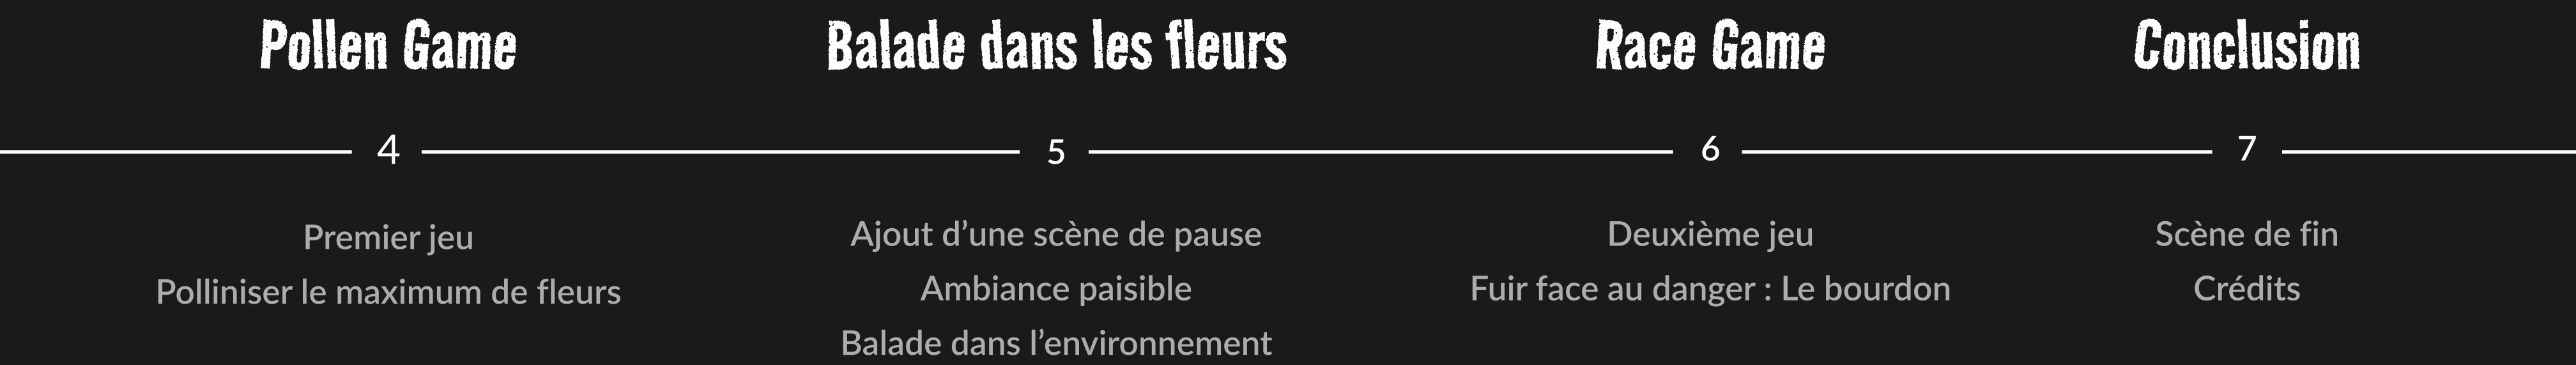 Pollen Game
4
Premier jeu
Polliniser le maximum de fleurs
Balade dans les fleurs
5
Ajout d’une scène de pause
Ambiance paisible
Balade dans l’environnement
Race Game
6
Deuxième jeu
Fuir face au danger : Le bourdon
Conclusion
7
Scène de fin
Crédits